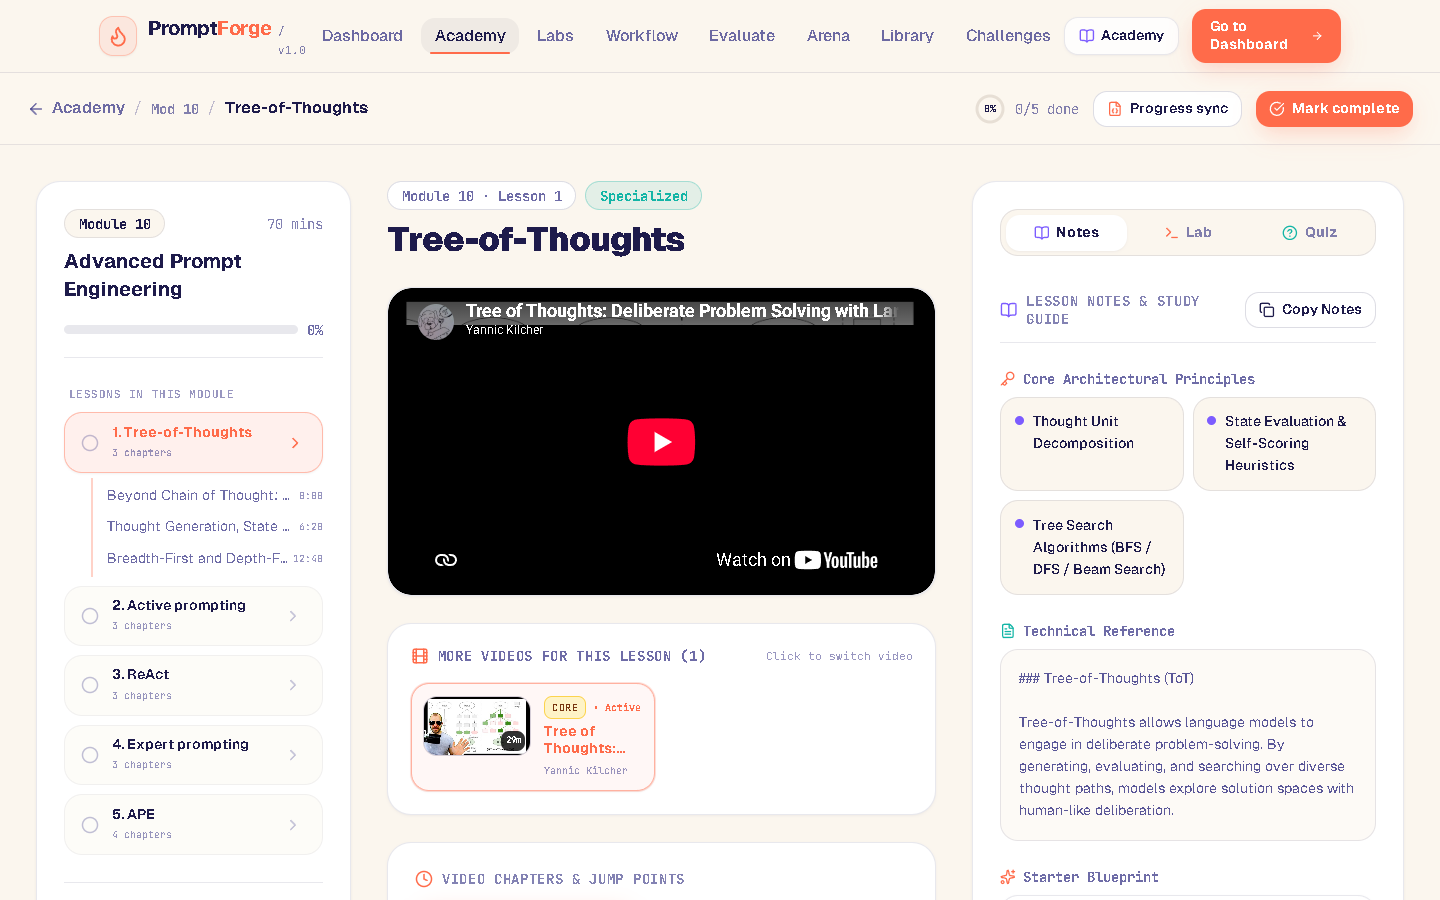 PromptForge / v1.0
Dashboard
Academy
Labs
Workflow
Evaluate
Arena
Library
Challenges
Academy
Go to
Dashboard
Academy / Mod 10 / Tree-of-Thoughts
0%
0/5 done
Progress sync
Mark complete
Module 10
70 mins
Advanced Prompt
Engineering
0%
LESSONS IN THIS MODULE
1. Tree-of-Thoughts
3 chapters
Beyond Chain of Thought: ... 0:00
Thought Generation, State ... 6:20
Breadth-First and Depth-F... 12:40
2. Active prompting
3 chapters
3. ReAct
3 chapters
4. Expert prompting
3 chapters
5. APE
4 chapters
Module 10 · Lesson 1
Specialized
Tree-of-Thoughts
Tree of Thoughts: Deliberate Problem Solving with La
Yannic Kilcher
Watch on YouTube
MORE VIDEOS FOR THIS LESSON (1)
Click to switch video
29m
CORE
• Active
Tree of
Thoughts:...
Yannic Kilcher
VIDEO CHAPTERS & JUMP POINTS
Notes
Lab
Quiz
LESSON NOTES & STUDY
GUIDE
Copy Notes
Core Architectural Principles
Thought Unit
Decomposition
State Evaluation &
Self-Scoring
Heuristics
Tree Search
Algorithms (BFS /
DFS / Beam Search)
Technical Reference
### Tree-of-Thoughts (ToT)
Tree-of-Thoughts allows language models to
engage in deliberate problem-solving. By
generating, evaluating, and searching over diverse
thought paths, models explore solution spaces with
human-like deliberation.
Starter Blueprint